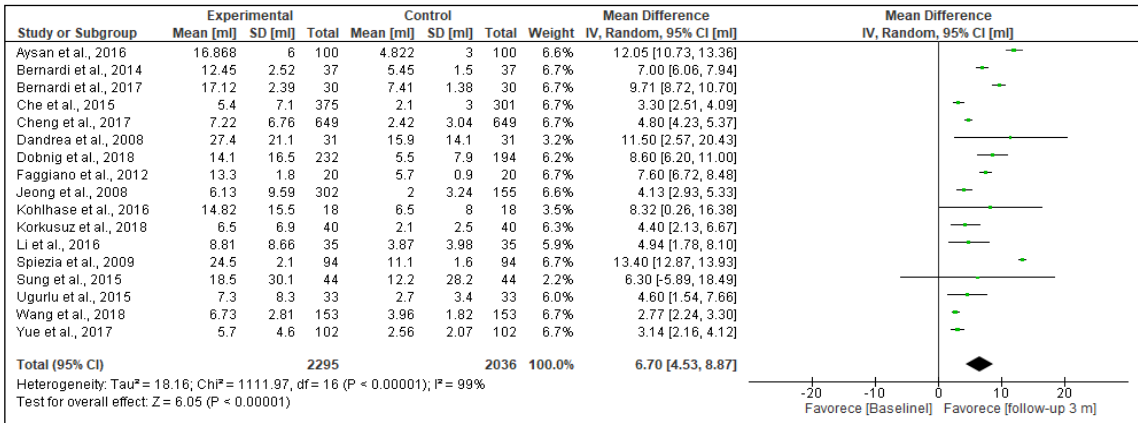 Experimental Control Mean Difference Mean Difference
Study or Subgroup Mean [ml] SD [ml] Total Mean [ml] SD [ml] Total Weight IV, Random, 95% CI [ml] IV, Random, 95% CI [ml]
Aysan et al., 2016 16.868 6 100 4.822 3 100 6.6% 12.05 [10.73, 13.36]
Bernardi et al., 2014 12.45 2.52 37 5.45 1.5 37 6.7% 7.00 [6.06, 7.94]
Bernardi et al., 2017 17.12 2.39 30 7.41 1.38 30 6.7% 9.71 [8.72, 10.70]
Che et al., 2015 5.4 7.1 375 2.1 3 301 6.7% 3.30 [2.51, 4.09]
Cheng et al., 2017 7.22 6.76 649 2.42 3.04 649 6.7% 4.80 [4.23, 5.37]
Dandrea et al., 2008 27.4 21.1 31 15.9 14.1 31 3.2% 11.50 [2.57, 20.43]
Dobnig et al., 2018 14.1 16.5 232 5.5 7.9 194 6.2% 8.60 [6.20, 11.00]
Faggiano et al., 2012 13.3 1.8 20 5.7 0.9 20 6.7% 7.60 [6.72, 8.48]
Jeong et al., 2008 6.13 9.59 302 2 3.24 155 6.6% 4.13 [2.93, 5.33]
Kohlhase et al., 2016 14.82 15.5 18 6.5 8 18 3.5% 8.32 [0.26, 16.38]
Korkusuz et al., 2018 6.5 6.9 40 2.1 2.5 40 6.3% 4.40 [2.13, 6.67]
Li et al., 2016 8.81 8.66 35 3.87 3.98 35 5.9% 4.94 [1.78, 8.10]
Spiezia et al., 2009 24.5 2.1 94 11.1 1.6 94 6.7% 13.40 [12.87, 13.93]
Sung et al., 2015 18.5 30.1 44 12.2 28.2 44 2.2% 6.30 [-5.89, 18.49]
Ugurlu et al., 2015 7.3 8.3 33 2.7 3.4 33 6.0% 4.60 [1.54, 7.66]
Wang et al., 2018 6.73 2.81 153 3.96 1.82 153 6.7% 2.77 [2.24, 3.30]
Yue et al., 2017 5.7 4.6 102 2.56 2.07 102 6.7% 3.14 [2.16, 4.12]
Total (95% CI) 2295 2036 100.0% 6.70 [4.53, 8.87]
Heterogeneity: Tau² = 18.16; Chi² = 1111.97, df = 16 (P < 0.00001); I² = 99%
Test for overall effect: Z = 6.05 (P < 0.00001)
-20 -10 0 10 20
Favorece [Baselinel] Favorece [follow-up 3 m]